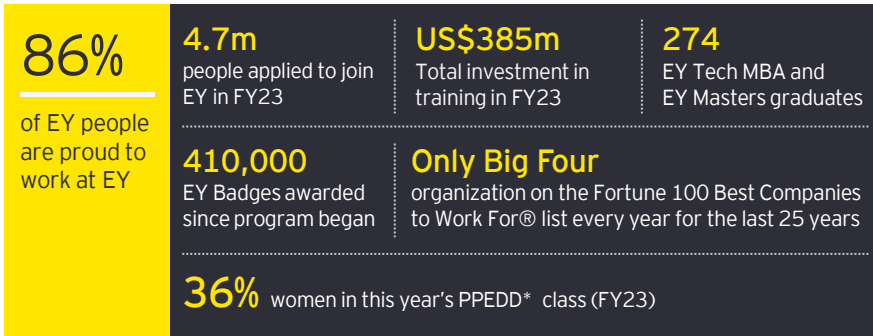 86%
of EY people
are proud to
work at EY
4.7m
people applied to join
EY in FY23
US$385m
Total investment in
training in FY23
274
EY Tech MBA and
EY Masters graduates
410,000
EY Badges awarded
since program began
Only Big Four
organization on the Fortune 100 Best Companies
to Work For® list every year for the last 25 years
36% women in this year's PPEDD* class (FY23)